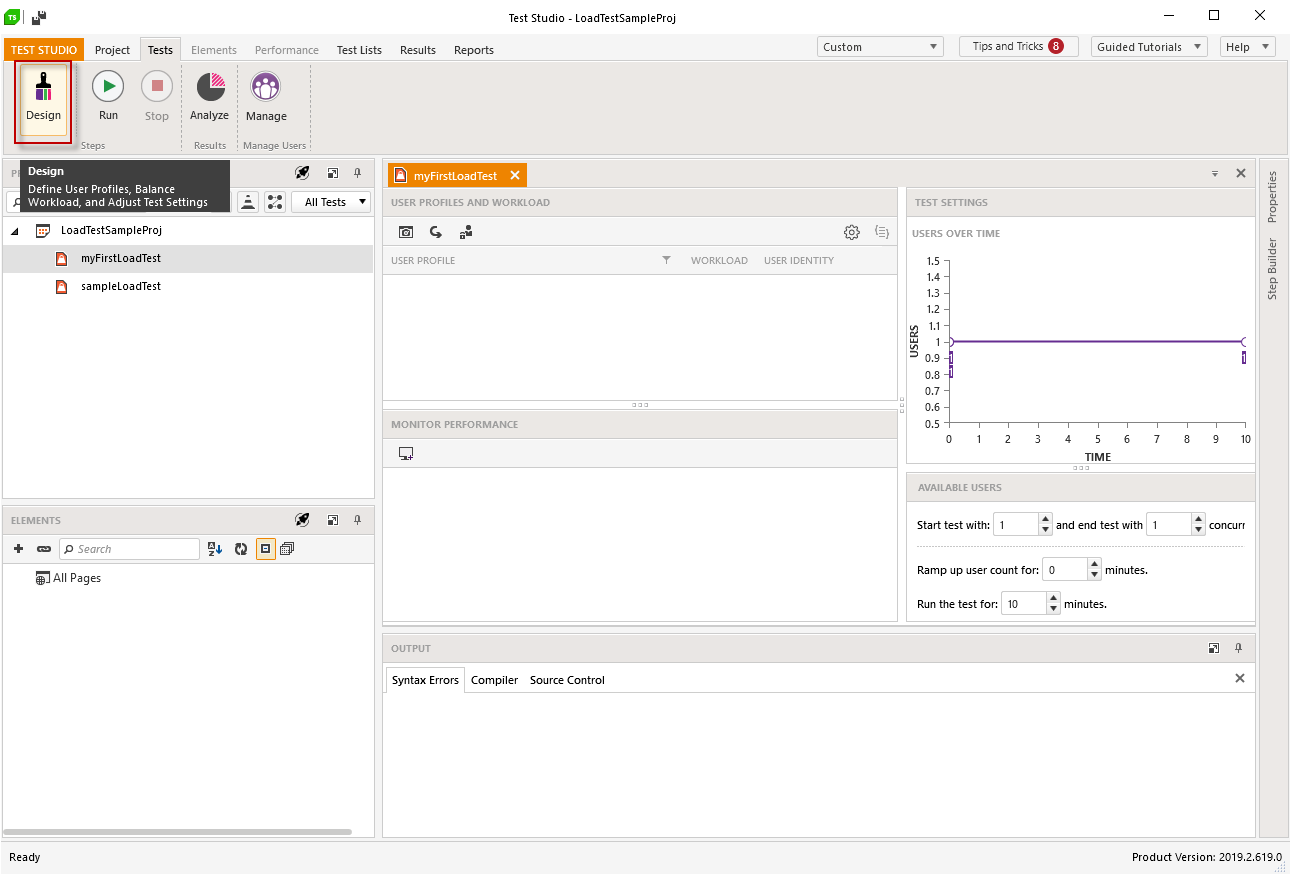 TS
Test Studio - LoadTestSampleProj
TEST STUDIO Project Tests Elements Performance Test Lists Results Reports
Custom Tips and Tricks 8 Guided Tutorials Help
Design Run Stop Analyze Manage
Steps Results Manage Users
Design
Define User Profiles, Balance
Workload, and Adjust Test Settings
All Tests
LoadTestSampleProj
myFirstLoadTest
sampleLoadTest
ELEMENTS
Search
All Pages
myFirstLoadTest
USER PROFILES AND WORKLOAD
USER PROFILE WORKLOAD USER IDENTITY
MONITOR PERFORMANCE
TEST SETTINGS
USERS OVER TIME
USERS
1.5
1.4
1.3
1.2
1.1
1
0.9
0.8
0.7
0.6
0.5
1
1
1
0 1 2 3 4 5 6 7 8 9 10
TIME
AVAILABLE USERS
Start test with: 1 and end test with 1 concurr
Ramp up user count for: 0 minutes.
Run the test for: 10 minutes.
OUTPUT
Syntax Errors Compiler Source Control
Properties
Step Builder
Ready
Product Version: 2019.2.619.0